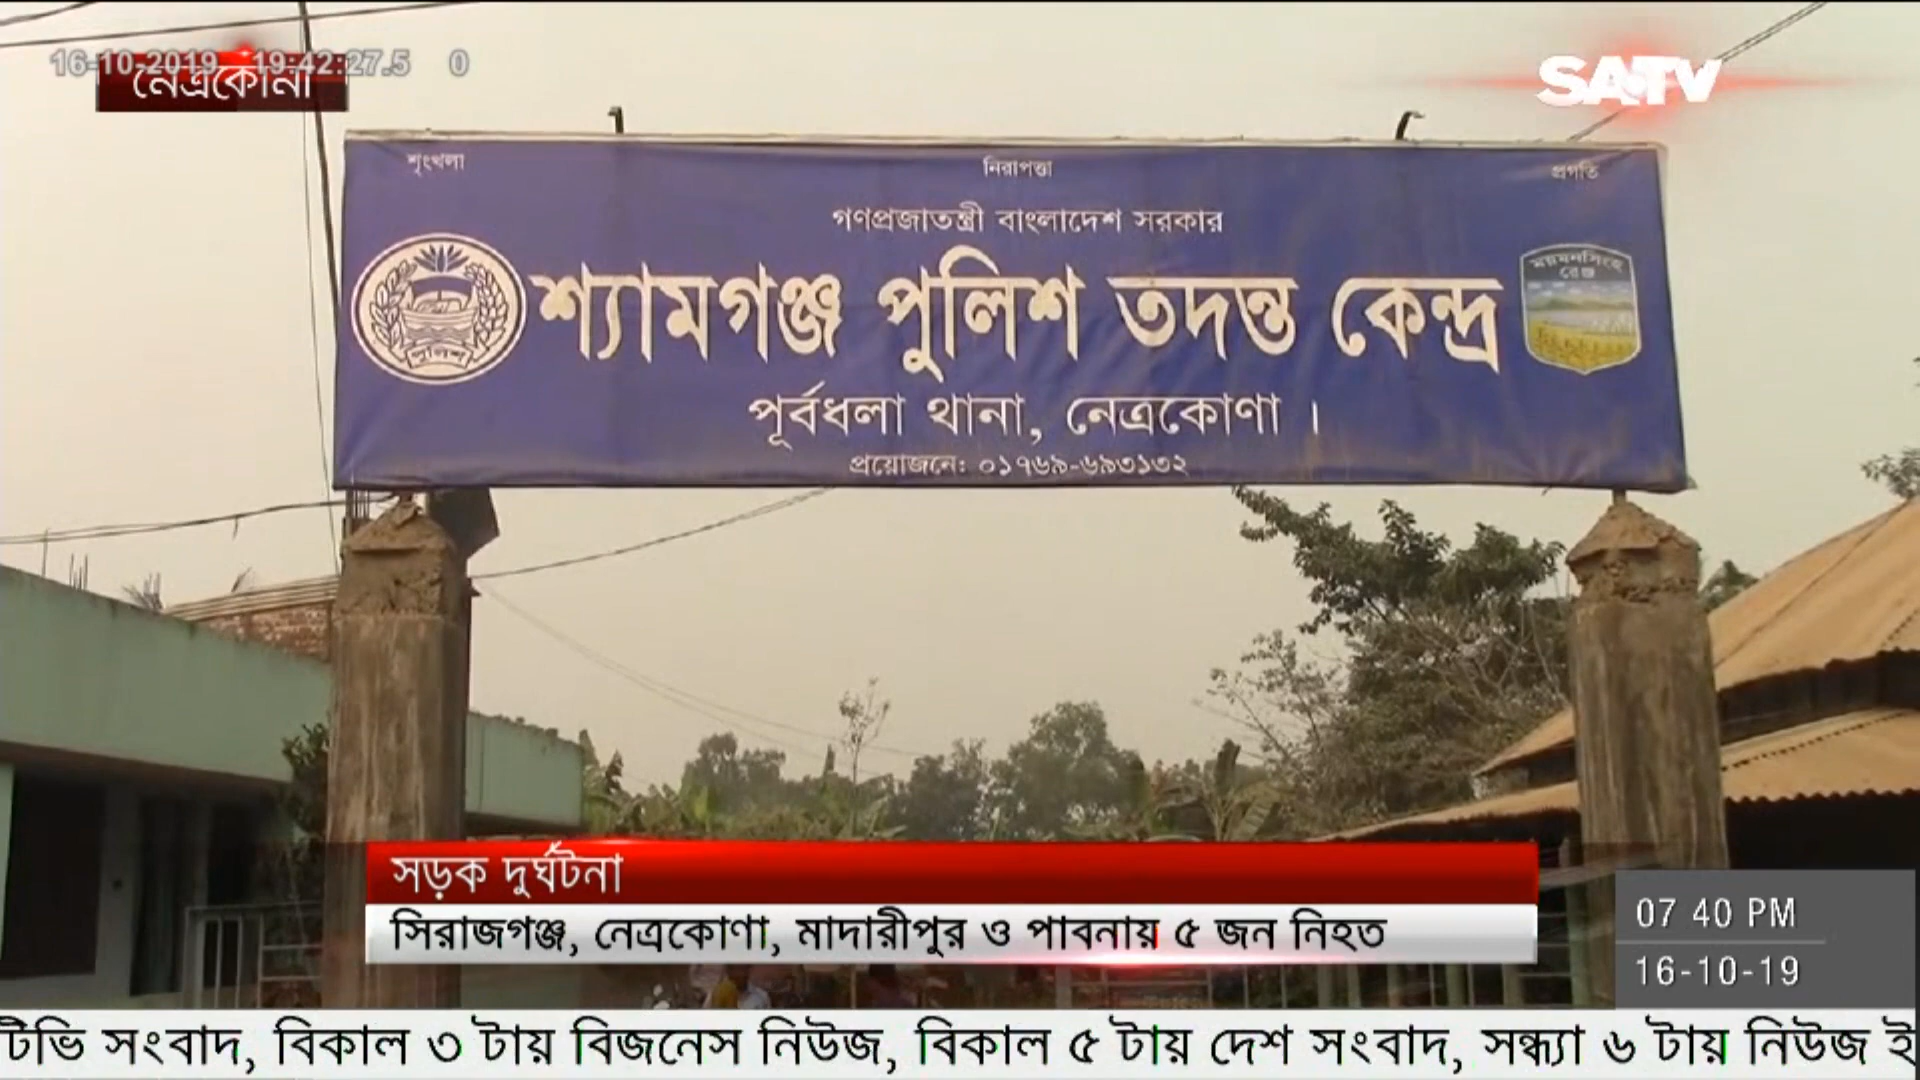 16-10-2019 19:42:27.5 0
নেত্রকোনা
SATV
শৃংখলা নিরাপত্তা প্রগতি
গণপ্রজাতন্ত্রী বাংলাদেশ সরকার
শ্যামগঞ্জ পুলিশ তদন্ত কেন্দ্র
পুলিশ
ময়মনসিংহ
রেঞ্জ
পূর্বধলা থানা, নেত্রকোণা ।
প্রয়োজনে: ০১৭৬৯-৬৯৩১৩২
সড়ক দুর্ঘটনা
সিরাজগঞ্জ, নেত্রকোণা, মাদারীপুর ও পাবনায় ৫ জন নিহত
07 40 PM
16-10-19
টিভি সংবাদ, বিকাল ৩ টায় বিজনেস নিউজ, বিকাল ৫ টায় দেশ সংবাদ, সন্ধ্যা ৬ টায় নিউজ ই